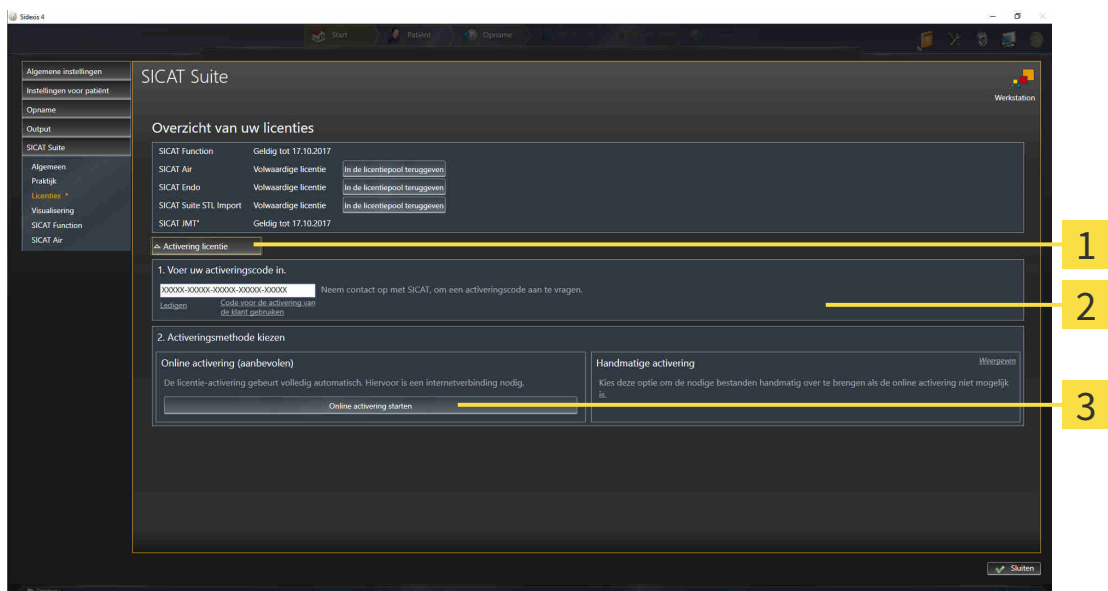 Sidexis 4
Start
Patiënt
Opname
Algemene instellingen
Instellingen voor patiënt
Opname
Output
SICAT Suite
Algemeen
Praktijk
Licenties *
Visualisering
SICAT Function
SICAT Air
SICAT Suite
Werkstation
Overzicht van uw licenties
SICAT Function Geldig tot 17.10.2017
SICAT Air Volwaardige licentie In de licentiepool teruggeven
SICAT Endo Volwaardige licentie In de licentiepool teruggeven
SICAT Suite STL Import Volwaardige licentie In de licentiepool teruggeven
SICAT JMT⁺ Geldig tot 17.10.2017
Activering licentie
1
1. Voer uw activeringscode in.
XXXXX-XXXXX-XXXXX-XXXXX-XXXXX Neem contact op met SICAT, om een activeringscode aan te vragen.
Ledigen
Code voor de activering van
de klant gebruiken
2
2. Activeringsmethode kiezen
Online activering (aanbevolen)
De licentie-activering gebeurt volledig automatisch. Hiervoor is een internetverbinding nodig.
Online activering starten
Handmatige activering Weergeven
Kies deze optie om de nodige bestanden handmatig over te brengen als de online activering niet mogelijk
is.
3
Sluiten